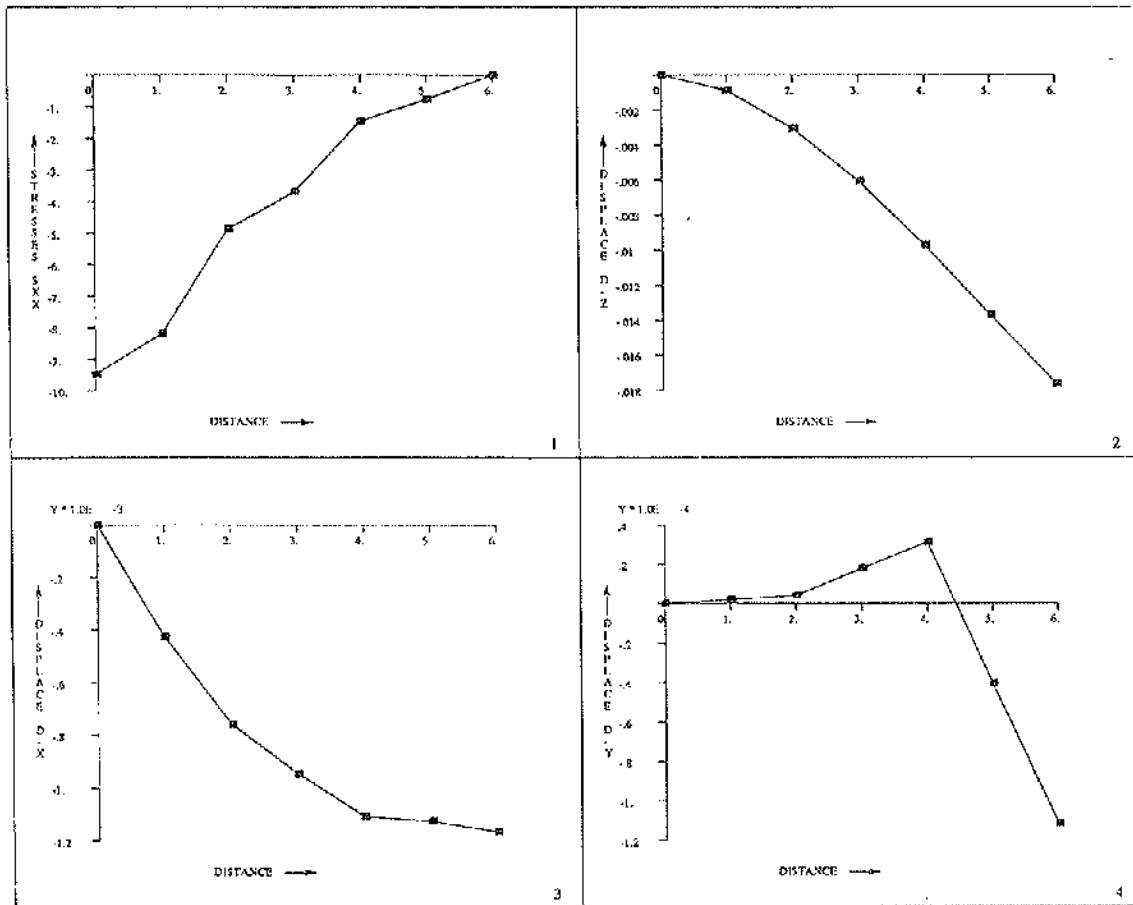 0. 1. 2. 3. 4. 5. 6.
-1.
-2.
-3.
-4.
-5.
-6.
-7.
-8.
-9.
-10.
STRESSES SXX
DISTANCE
1
0. 1. 2. 3. 4. 5. 6.
-.002
-.004
-.006
-.008
-.01
-.012
-.014
-.016
-.018
DISPLACE D.Z
DISTANCE
2
Y * 1.0E -3
0. 1. 2. 3. 4. 5. 6.
-.2
-.4
-.6
-.8
-1.
-1.2
DISPLACE D.X
DISTANCE
3
Y * 1.0E -4
.4
.2
0. 1. 2. 3. 4. 5. 6.
-.2
-.4
-.6
-.8
-1.
-1.2
DISPLACE D.Y
DISTANCE
4